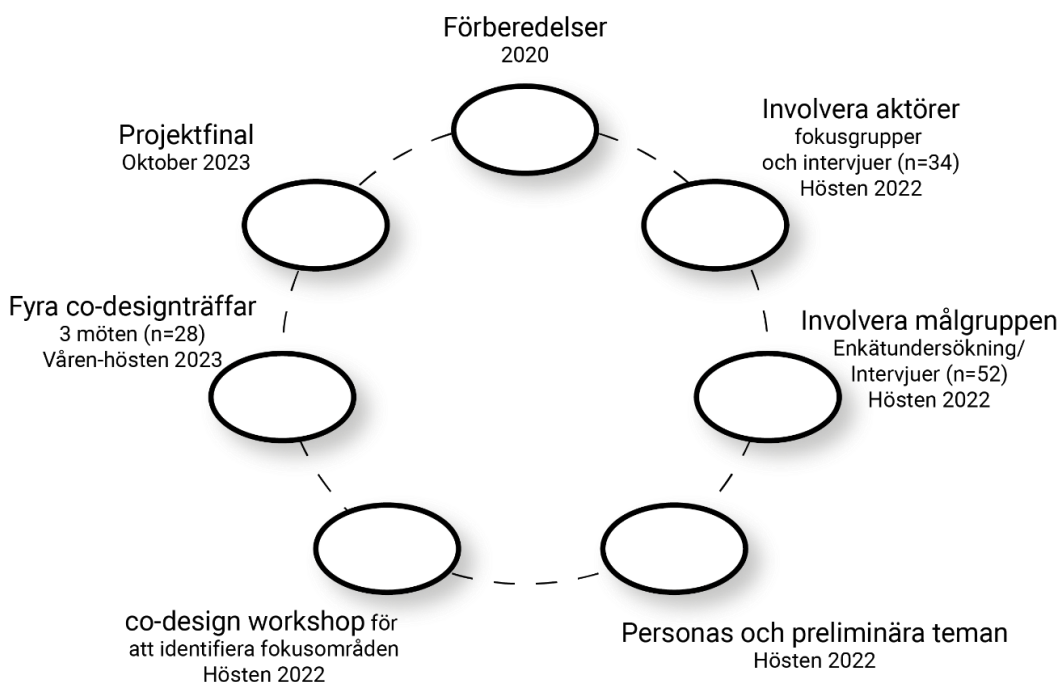 Förberedelser
2020
Involvera aktörer
fokusgrupper
och intervjuer (n=34)
Hösten 2022
Involvera målgruppen
Enkätundersökning/
Intervjuer (n=52)
Hösten 2022
Personas och preliminära teman
Hösten 2022
co-design workshop för
att identifiera fokusområden
Hösten 2022
Fyra co-designträffar
3 möten (n=28)
Våren-hösten 2023
Projektfinal
Oktober 2023